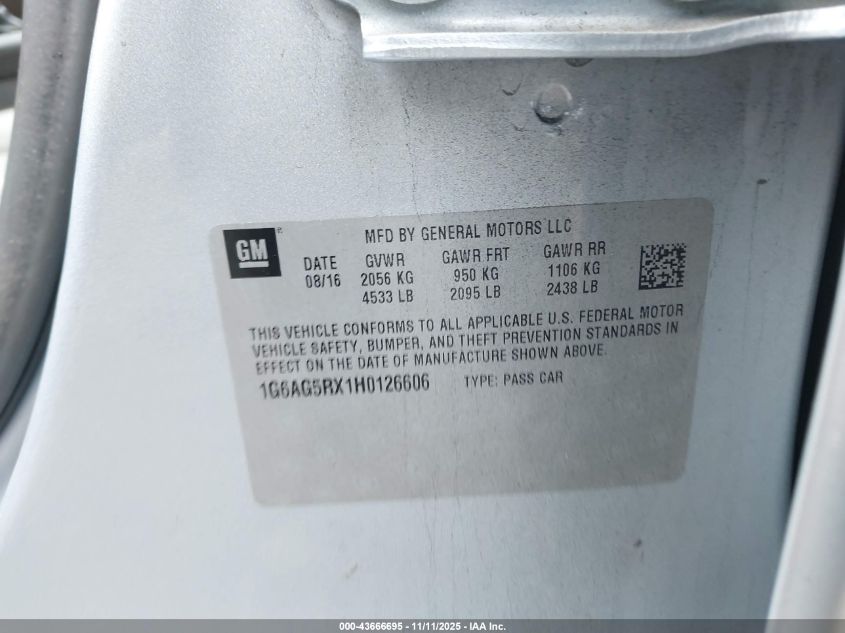 GM
MFD BY GENERAL MOTORS LLC
DATE GVWR GAWR FRT GAWR RR
08/16 2056 KG 950 KG 1106 KG
4533 LB 2095 LB 2438 LB
THIS VEHICLE CONFORMS TO ALL APPLICABLE U.S. FEDERAL MOTOR
VEHICLE SAFETY, BUMPER, AND THEFT PREVENTION STANDARDS IN
EFFECT ON THE DATE OF MANUFACTURE SHOWN ABOVE.
1G6AG5RX1H0126606 TYPE: PASS CAR
000-43666695 - 11/11/2025 - IAA Inc.